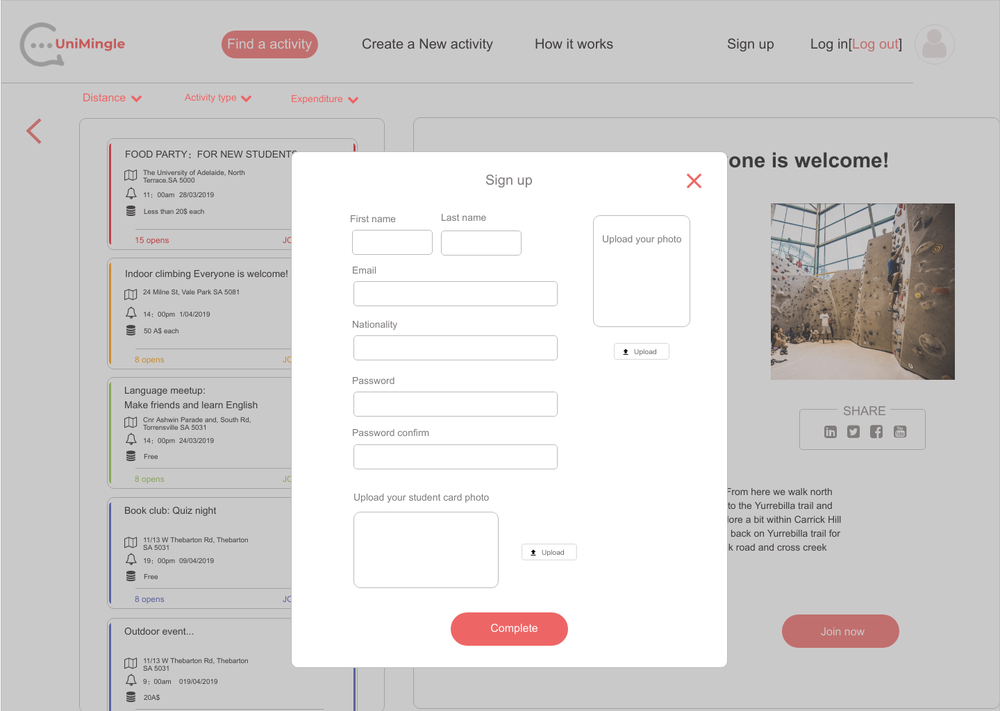 UniMingle
Find a activity
Create a New activity
How it works
Sign up
Log in[Log out]
Distance
Activity type
Expenditure
FOOD PARTY： FOR NEW STUDENTS
The University of Adelaide, North
Terrace.SA 5000
11：00am 28/03/2019
Less than 20$ each
15 opens
Indoor climbing Everyone is welcome!
24 Milne St, Vale Park SA 5081
14：00pm 1/04/2019
50 A$ each
8 opens
Language meetup:
Make friends and learn English
Cnr Ashwin Parade and, South Rd,
Torrensville SA 5031
14：00pm 24/03/2019
Free
8 opens
Book club: Quiz night
11/13 W Thebarton Rd, Thebarton
SA 5031
19：00pm 09/04/2019
Free
8 opens
Outdoor event...
11/13 W Thebarton Rd, Thebarton
SA 5031
9：00am 019/04/2019
20A$
Sign up
First name
Last name
Email
Nationality
Password
Password confirm
Upload your student card photo
Upload
Upload your photo
Upload
Complete
one is welcome!
SHARE
in
You
Tube
From here we walk north
to the Yurrebilla trail and
lore a bit within Carrick Hill
back on Yurrebilla trail for
k road and cross creek
Join now